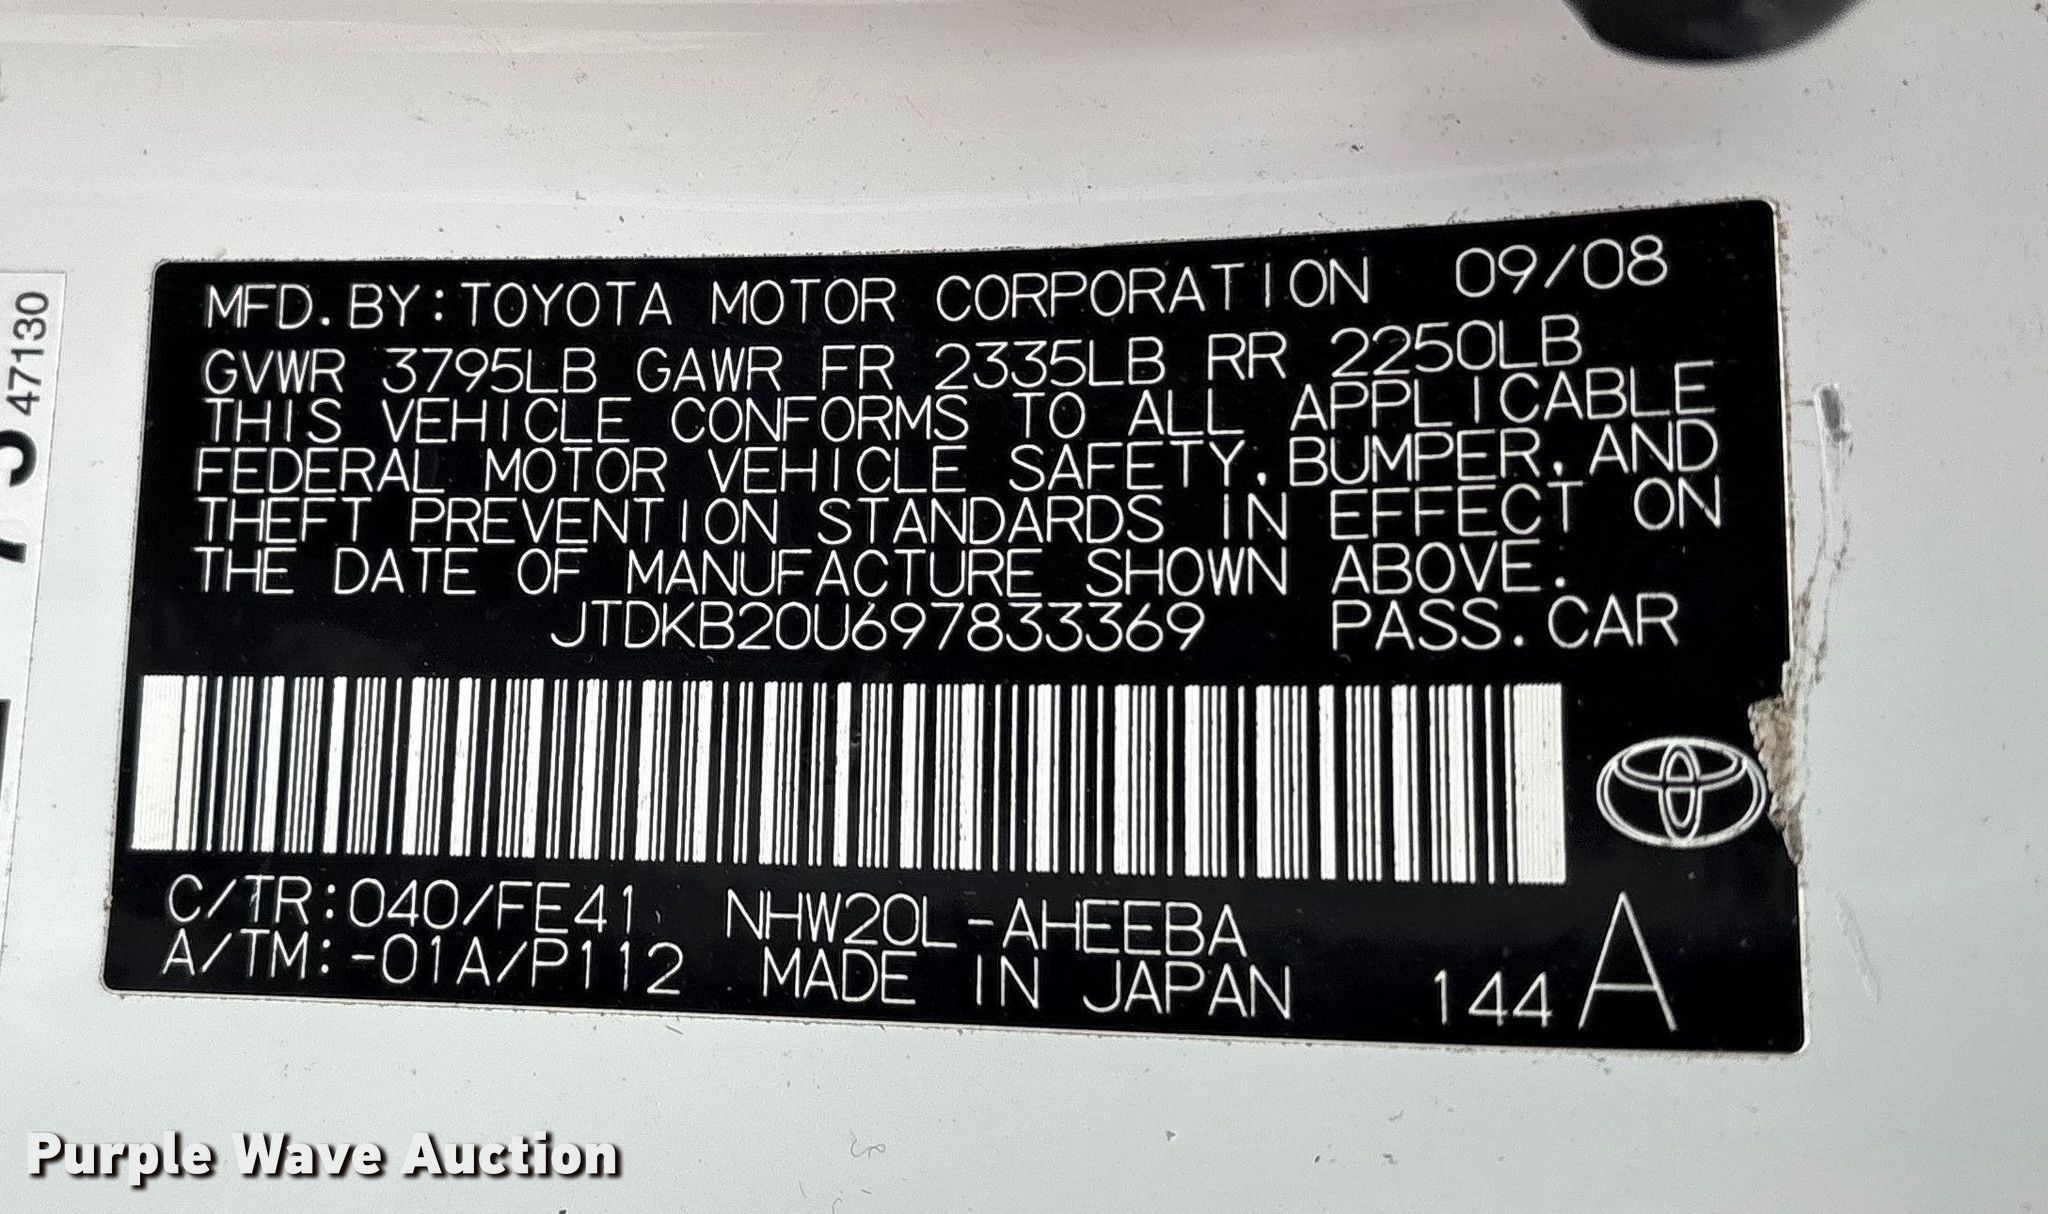 MFD. BY: TOYOTA MOTOR CORPORATION 09/08
GVWR 3795LB GAWR FR 2335LB RR 2250LB
THIS VEHICLE CONFORMS TO ALL APPLICABLE
FEDERAL MOTOR VEHICLE SAFETY, BUMPER, AND
THEFT PREVENTION STANDARDS IN EFFECT ON
THE DATE OF MANUFACTURE SHOWN ABOVE.
JTDKB20U697833369 PASS. CAR
C/TR: 040/FE41, NHW20L-AHEEBA
A/TM: -01A/P112 MADE IN JAPAN 144 A
47130
Purple Wave Auction